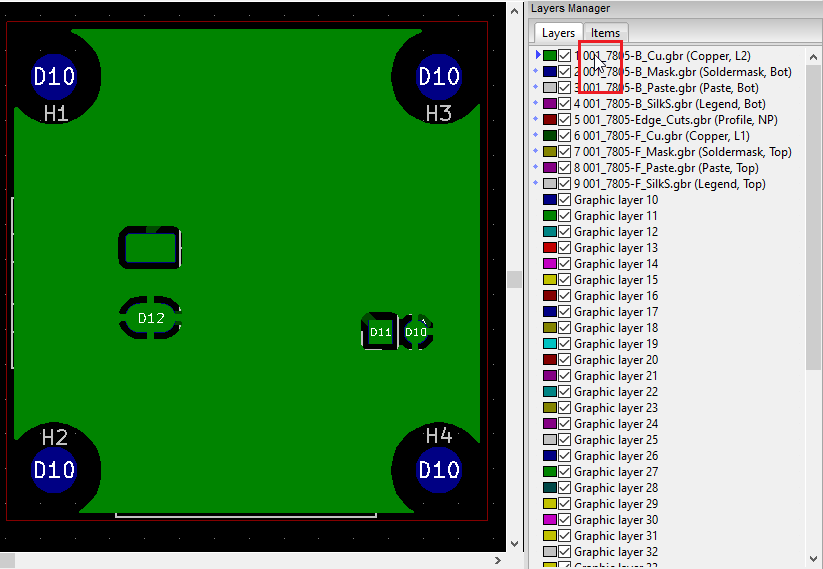 Layers Manager
Layers Items
1 001_7805-B_Cu.gbr (Copper, L2)
2 001_7805-B_Mask.gbr (Soldermask, Bot)
3 001_7805-B_Paste.gbr (Paste, Bot)
4 001_7805-B_SilkS.gbr (Legend, Bot)
5 001_7805-Edge_Cuts.gbr (Profile, NP)
6 001_7805-F_Cu.gbr (Copper, L1)
7 001_7805-F_Mask.gbr (Soldermask, Top)
8 001_7805-F_Paste.gbr (Paste, Top)
9 001_7805-F_SilkS.gbr (Legend, Top)
Graphic layer 10
Graphic layer 11
Graphic layer 12
Graphic layer 13
Graphic layer 14
Graphic layer 15
Graphic layer 16
Graphic layer 17
Graphic layer 18
Graphic layer 19
Graphic layer 20
Graphic layer 21
Graphic layer 22
Graphic layer 23
Graphic layer 24
Graphic layer 25
Graphic layer 26
Graphic layer 27
Graphic layer 28
Graphic layer 29
Graphic layer 30
Graphic layer 31
Graphic layer 32
D10 D10
H1 H3
D12 D11 D10
H2 H4
D10 D10